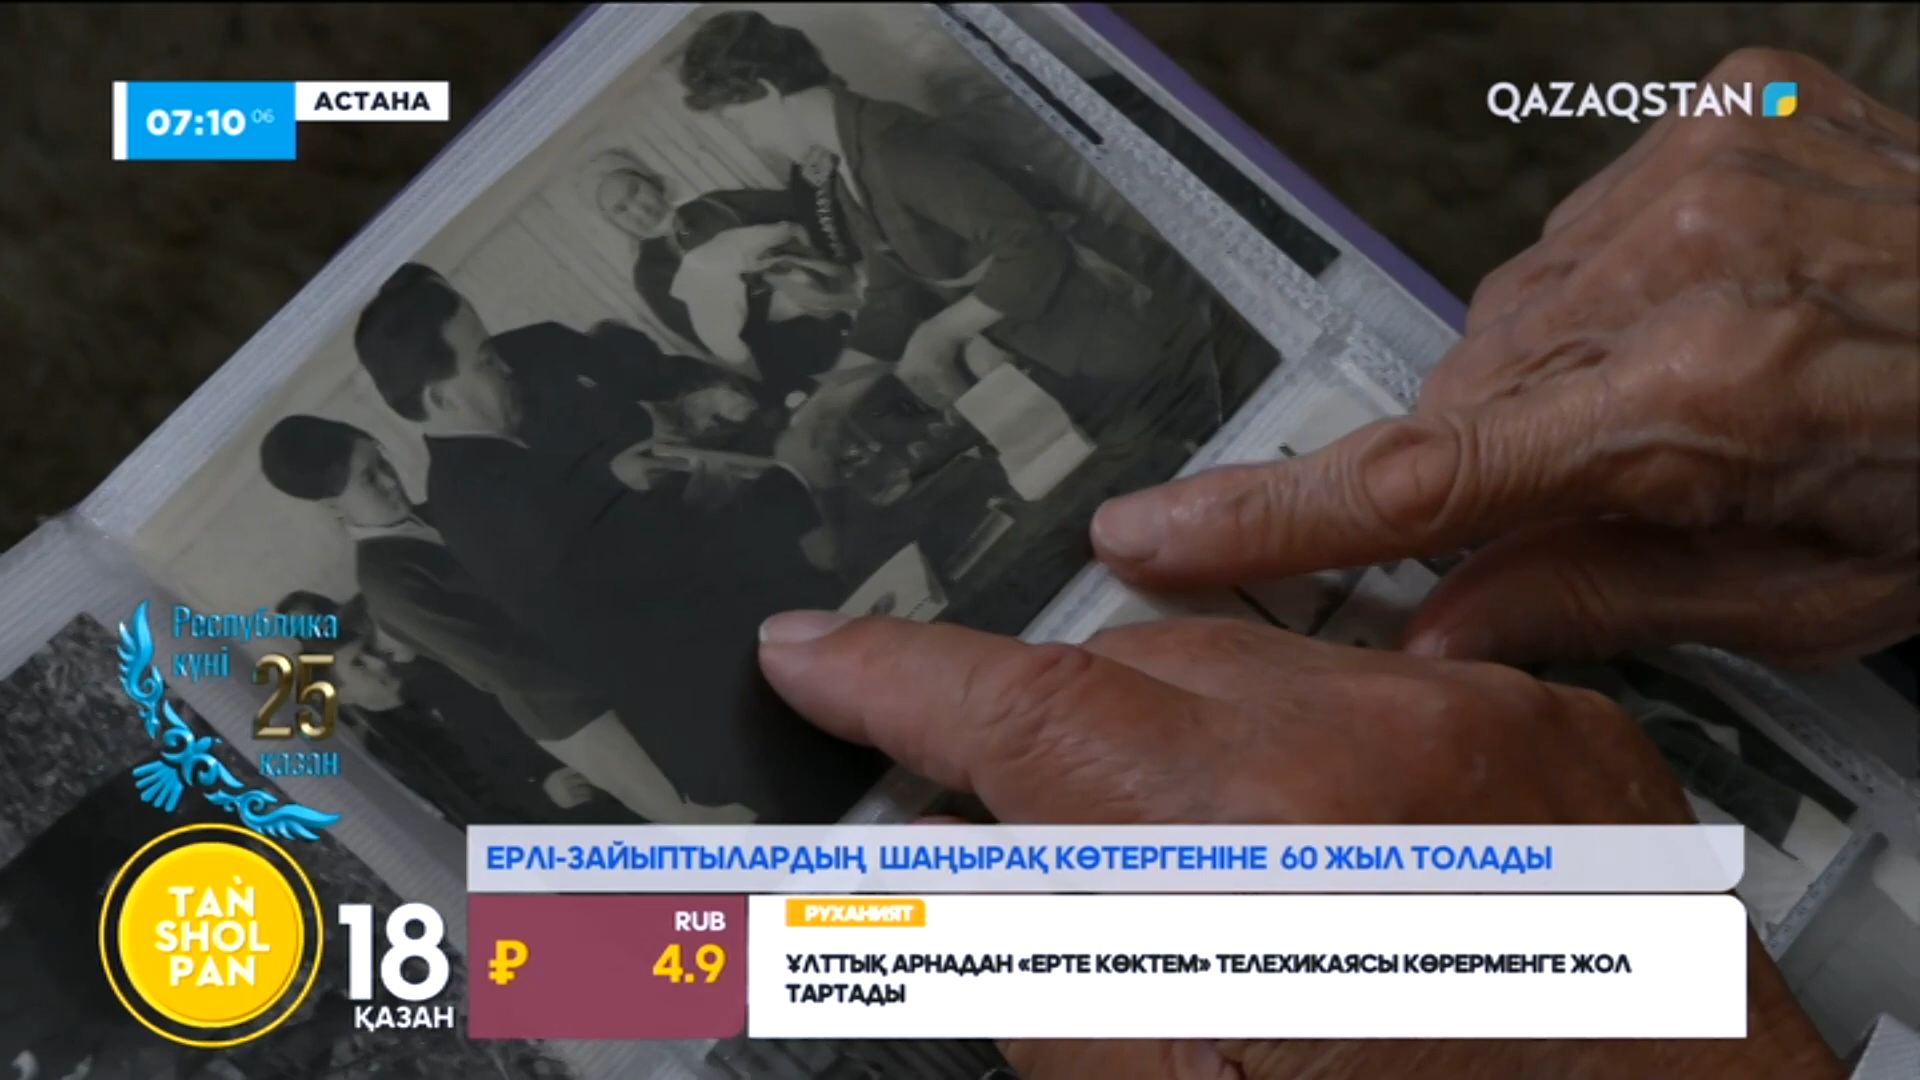 07:10 06
АСТАНА
QAZAQSTAN
Республика
күні
25
қазан
TAŃ
SHOL
PAN
18
ҚАЗАН
ЕРЛІ-ЗАЙЫПТЫЛАРДЫҢ ШАҢЫРАҚ КӨТЕРГЕНІНЕ 60 ЖЫЛ ТОЛАДЫ
RUB
₽ 4.9
РУХАНИЯТ
ҰЛТТЫҚ АРНАДАН «ЕРТЕ КӨКТЕМ» ТЕЛЕХИКАЯСЫ КӨРЕРМЕНГЕ ЖОЛ
ТАРТАДЫ